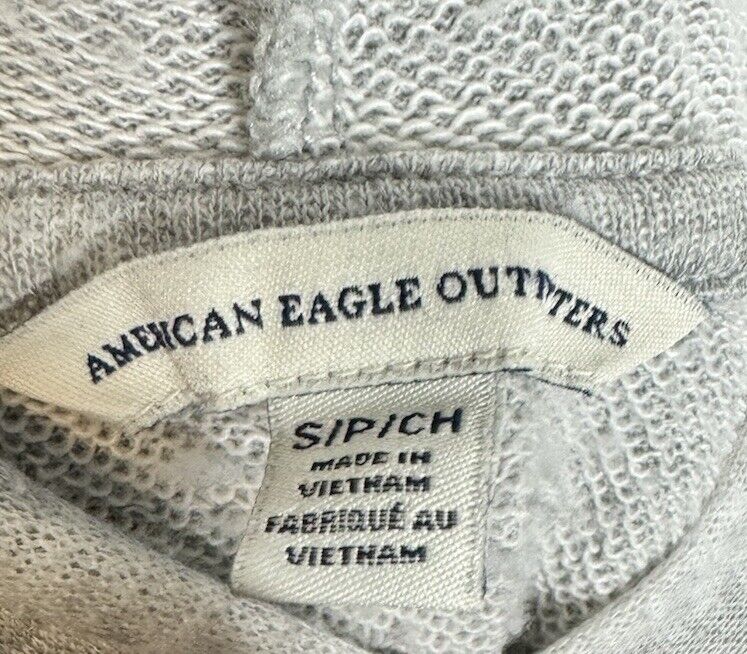 AMERICAN EAGLE OUTFITTERS
S/P/CH
MADE IN
VIETNAM
FABRIQUÉ AU
VIETNAM